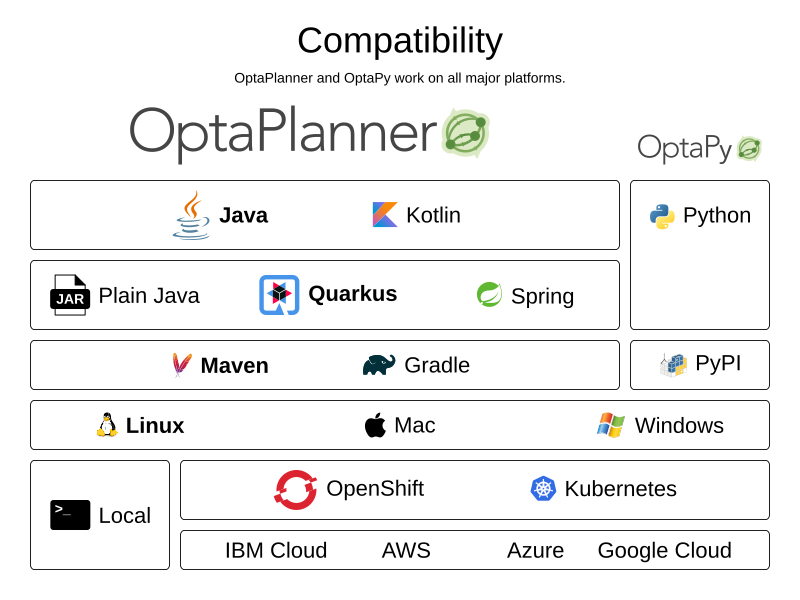 Compatibility
OptaPlanner and OptaPy work on all major platforms.
OptaPlanner
OptaPy
Java
Kotlin
Python
JAR
Plain Java
Quarkus
Spring
Maven
Gradle
PyPI
Linux
Mac
Windows
>_
Local
OpenShift
Kubernetes
IBM Cloud
AWS
Azure
Google Cloud